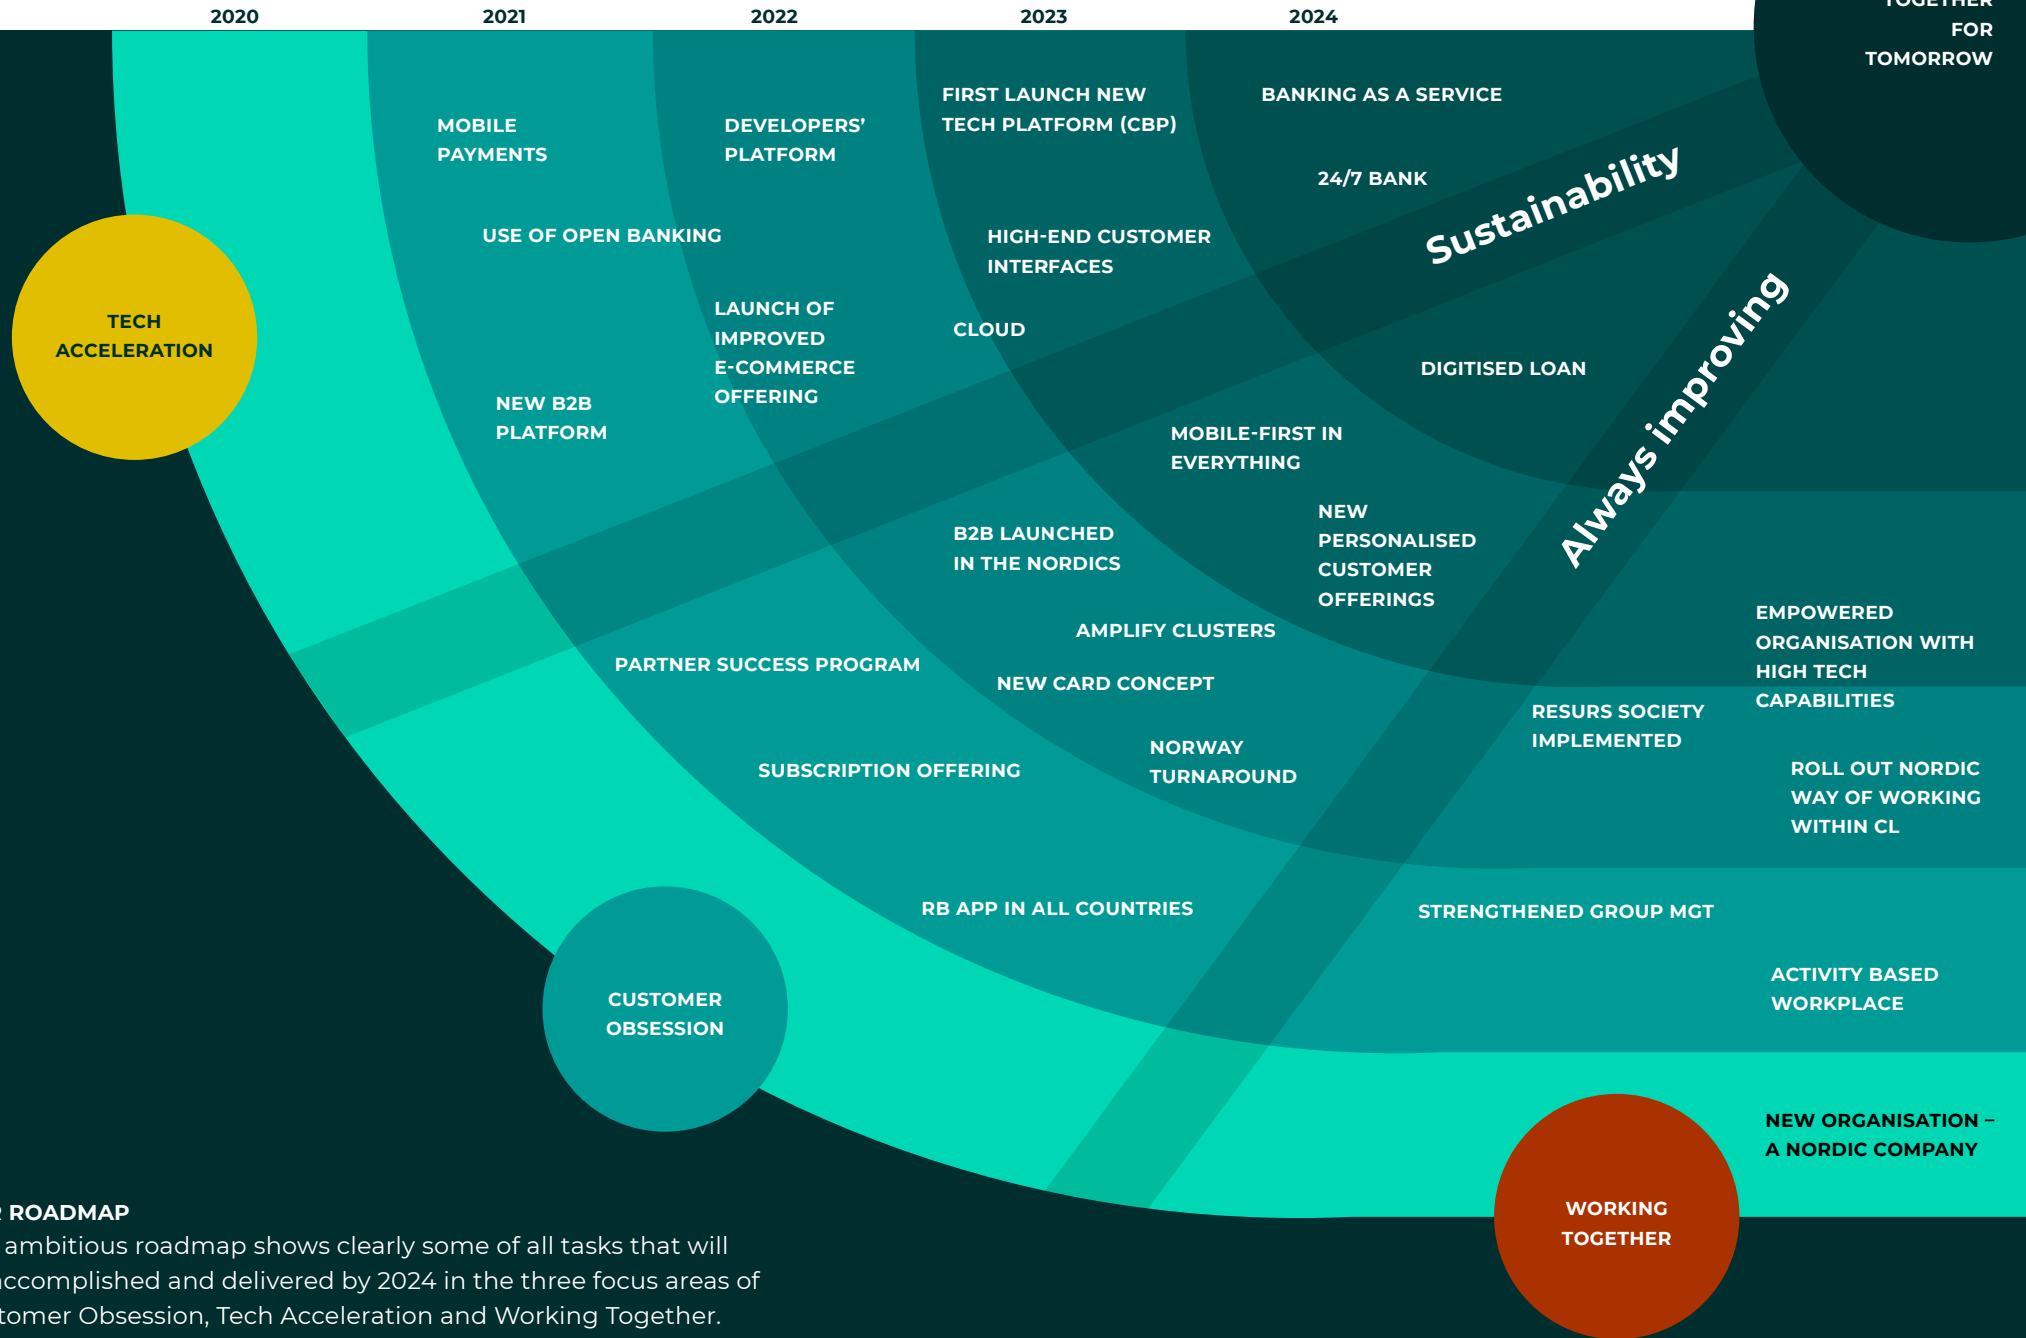 2020
2021
2022
2023
2024
TOGETHER
FOR
TOMORROW
MOBILE
PAYMENTS
DEVELOPERS’
PLATFORM
FIRST LAUNCH NEW
TECH PLATFORM (CBP)
BANKING AS A SERVICE
24/7 BANK
Sustainability
USE OF OPEN BANKING
HIGH-END CUSTOMER
INTERFACES
TECH
ACCELERATION
LAUNCH OF
IMPROVED
E-COMMERCE
OFFERING
CLOUD
NEW B2B
PLATFORM
DIGITISED LOAN
Always improving
MOBILE-FIRST IN
EVERYTHING
NEW
PERSONALISED
CUSTOMER
OFFERINGS
B2B LAUNCHED
IN THE NORDICS
AMPLIFY CLUSTERS
PARTNER SUCCESS PROGRAM
NEW CARD CONCEPT
EMPOWERED
ORGANISATION WITH
HIGH TECH
CAPABILITIES
RESURS SOCIETY
IMPLEMENTED
NORWAY
TURNAROUND
SUBSCRIPTION OFFERING
ROLL OUT NORDIC
WAY OF WORKING
WITHIN CL
RB APP IN ALL COUNTRIES
STRENGTHENED GROUP MGT
ACTIVITY BASED
WORKPLACE
CUSTOMER
OBSESSION
NEW ORGANISATION –
A NORDIC COMPANY
WORKING
TOGETHER
ROADMAP
ambitious roadmap shows clearly some of all tasks that will
accomplished and delivered by 2024 in the three focus areas of
tomer Obsession, Tech Acceleration and Working Together.